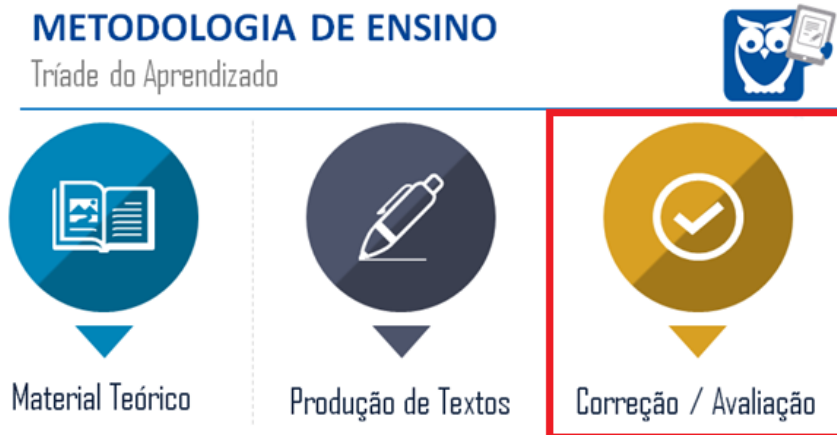 METODOLOGIA DE ENSINO
Tríade do Aprendizado
Material Teórico
Produção de Textos
Correção / Avaliação